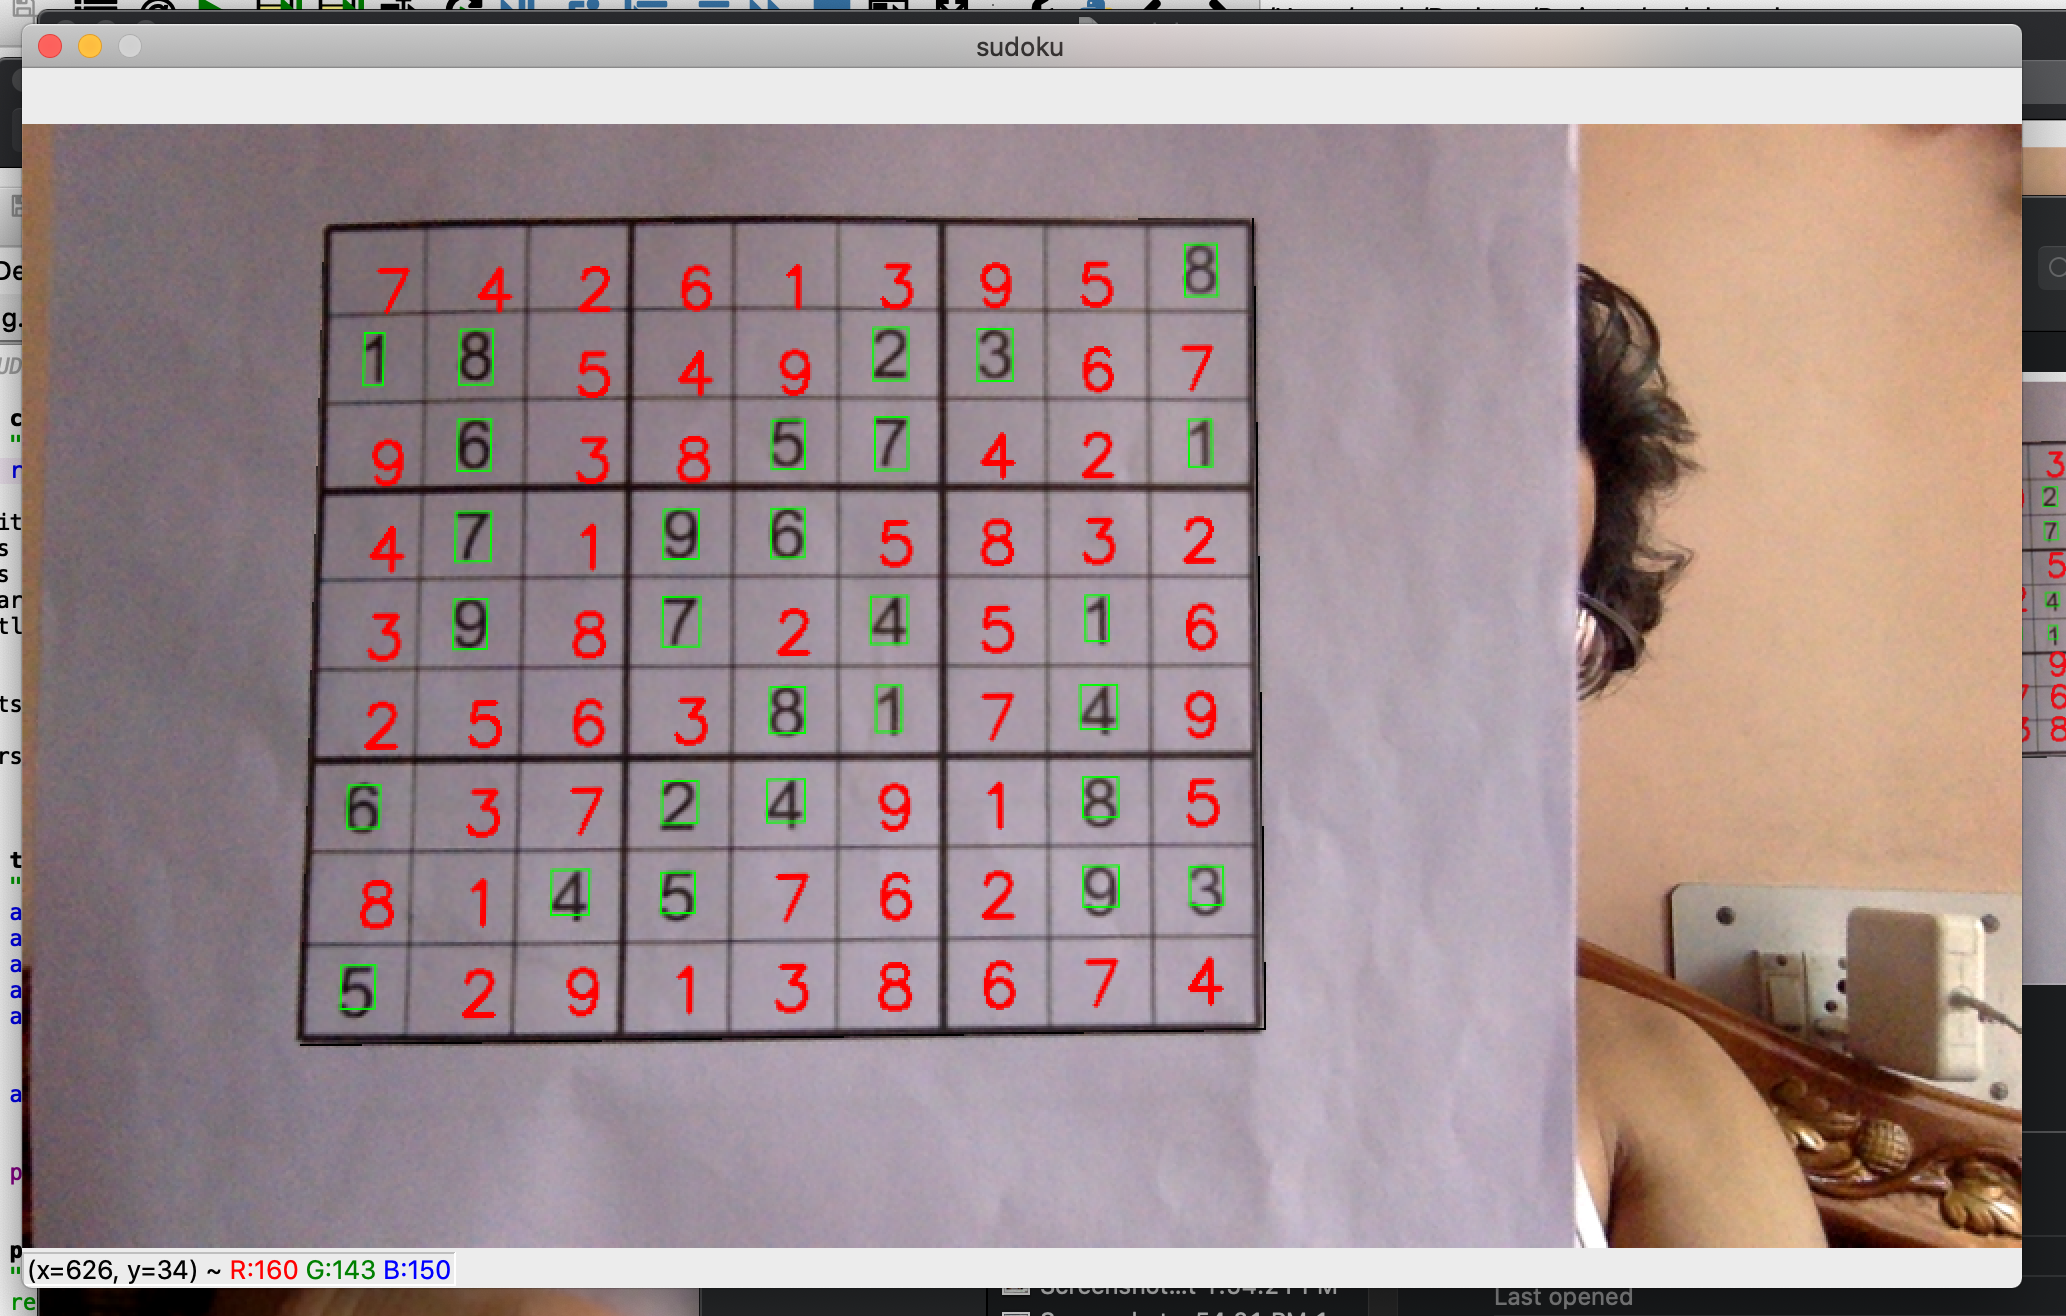 sudoku
7 4 2 6 1 3 9 5 8
1 8 5 4 9 2 3 6 7
9 6 3 8 5 7 4 2 1
4 7 1 9 6 5 8 3 2
3 9 8 7 2 4 5 1 6
2 5 6 3 8 1 7 4 9
6 3 7 2 4 9 1 8 5
8 1 4 5 7 6 2 9 3
5 2 9 1 3 8 6 7 4
(x=626, y=34) ~ R:160 G:143 B:150
Last opened